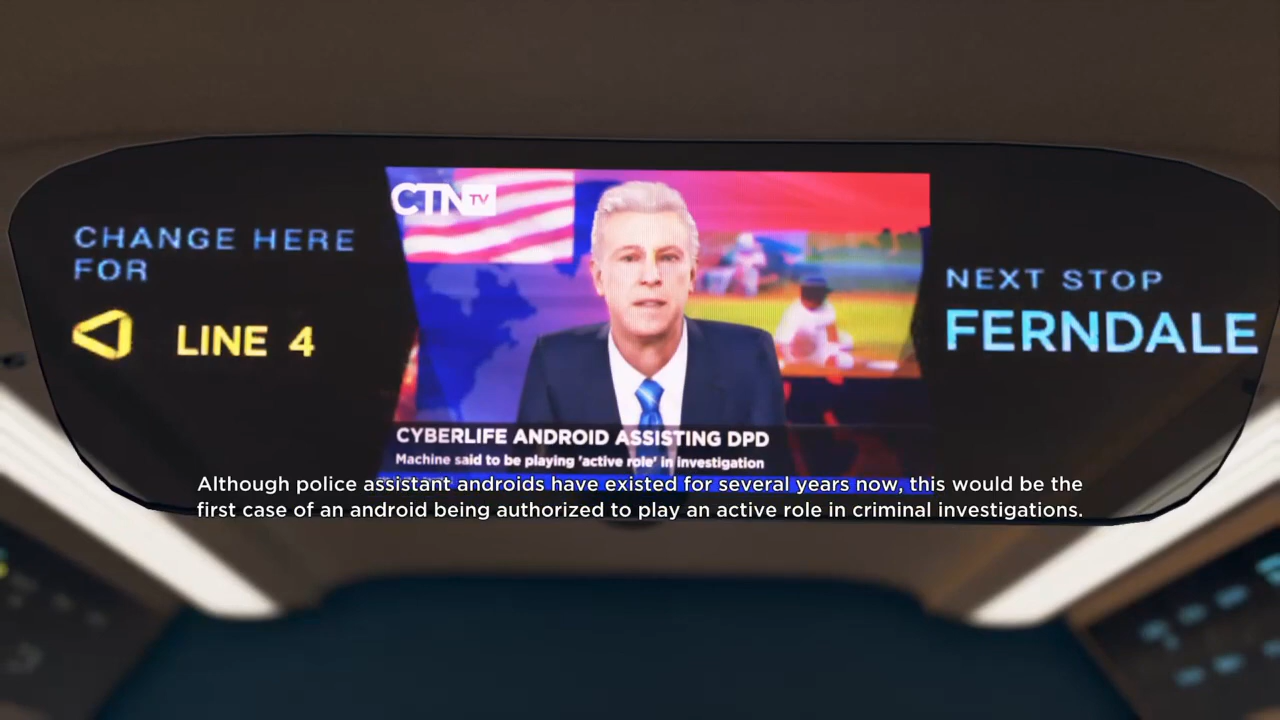 CHANGE HERE
FOR
LINE 4
CTN TV
CYBERLIFE ANDROID ASSISTING DPD
Machine said to be playing 'active role' in investigation
NEXT STOP
FERNDALE
Although police assistant androids have existed for several years now, this would be the
first case of an android being authorized to play an active role in criminal investigations.